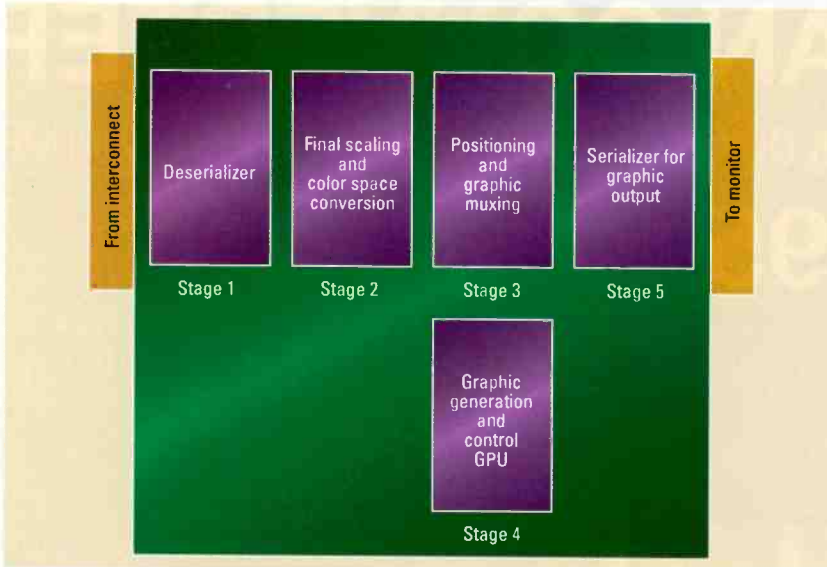 From interconnect
Deserializer
Stage 1
Final scaling
and
color space
conversion
Stage 2
Positioning
and
graphic
muxing
Stage 3
Serializer for
graphic
output
Stage 5
To monitor
Graphic
generation
and
control
GPU
Stage 4